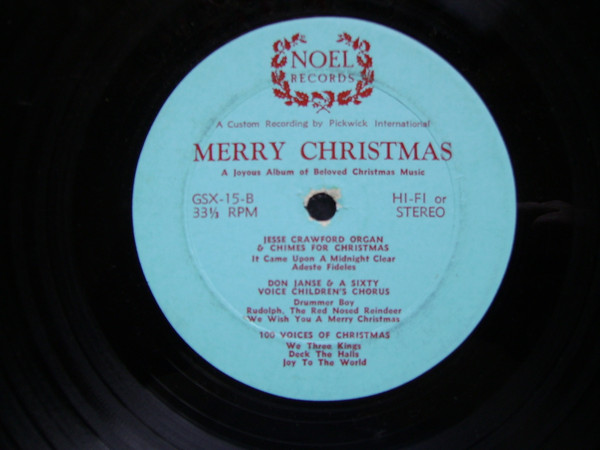 NOEL
RECORDS
A Custom Recording by Pickwick International
MERRY CHRISTMAS
A Joyous Album of Beloved Christmas Music
GSX-15-B
33⅓ RPM
HI-FI or
STEREO
JESSE CRAWFORD ORGAN
& CHIMES FOR CHRISTMAS
It Came Upon A Midnight Clear
Adeste Fideles
DON JANSE & A SIXTY
VOICE CHILDREN'S CHORUS
Drummer Boy
Rudolph, The Red Nosed Reindeer
We Wish You A Merry Christmas
100 VOICES OF CHRISTMAS
We Three Kings
Deck The Halls
Joy To The World